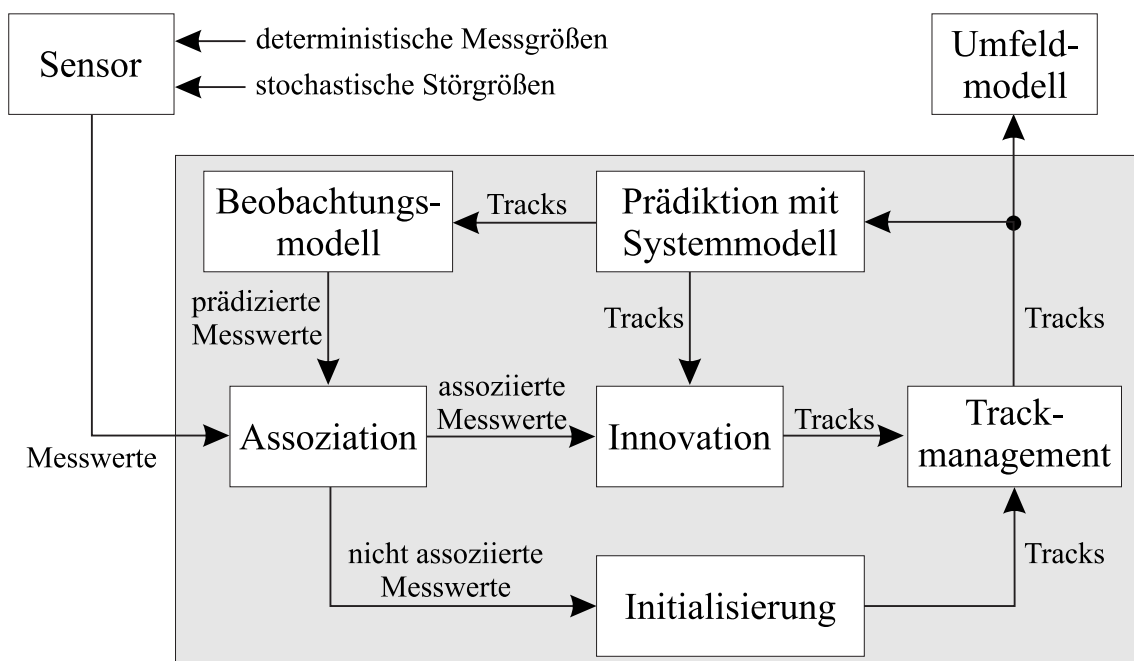 Sensor
deterministische Messgrößen
stochastische Störgrößen
Umfeld-
modell
Beobachtungs-
modell
Tracks
Prädiktion mit
Systemmodell
prädizierte
Messwerte
Tracks
Tracks
Messwerte
Assoziation
assoziierte
Messwerte
Innovation
Tracks
Track-
management
nicht assoziierte
Messwerte
Initialisierung
Tracks